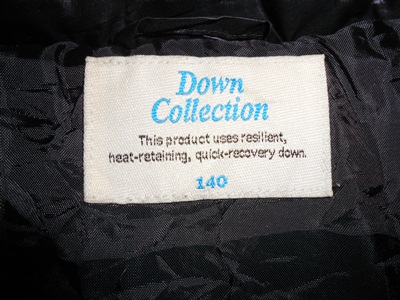 Down
Collection
This product uses resilient,
heat-retaining, quick-recovery down.
140